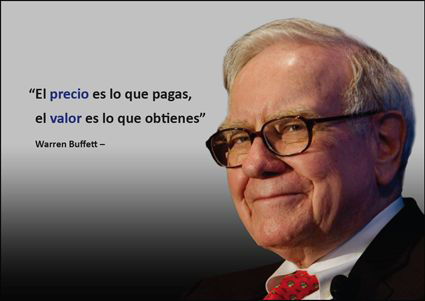 “El precio es lo que pagas,
el valor es lo que obtienes”
Warren Buffett –